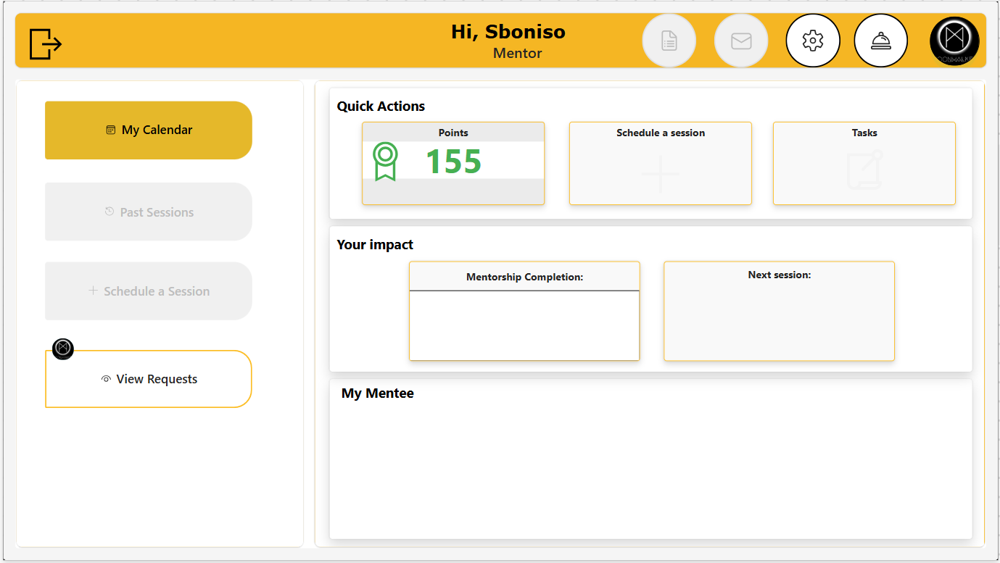 Hi, Sboniso
Mentor
My Calendar
Past Sessions
Schedule a Session
View Requests
Quick Actions
Points
155
Schedule a session
Tasks
Your impact
Mentorship Completion:
Next session:
My Mentee